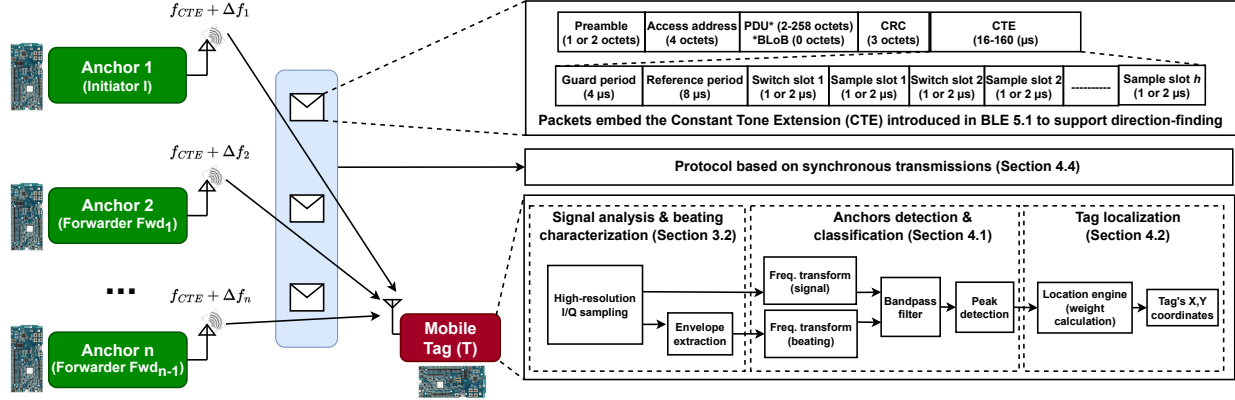 f_{CTE} + Δf_1
Anchor 1
(Initiator I)
f_{CTE} + Δf_2
Anchor 2
(Forwarder Fwd_1)
...
f_{CTE} + Δf_n
Anchor n
(Forwarder Fwd_{n-1})
Mobile
Tag (T)
Preamble
(1 or 2 octets)
Access address
(4 octets)
PDU* (2-258 octets)
*BLoB (0 octets)
CRC
(3 octets)
CTE
(16-160 (µs)
Guard period
(4 µs)
Reference period
(8 µs)
Switch slot 1
(1 or 2 µs)
Sample slot 1
(1 or 2 µs)
Switch slot 2
(1 or 2 µs)
Sample slot 2
(1 or 2 µs)
----------
Sample slot h
(1 or 2 µs)
Packets embed the Constant Tone Extension (CTE) introduced in BLE 5.1 to support direction-finding
Protocol based on synchronous transmissions (Section 4.4)
Signal analysis & beating
characterization (Section 3.2)
High-resolution
I/Q sampling
Envelope
extraction
Anchors detection &
classification (Section 4.1)
Freq. transform
(signal)
Freq. transform
(beating)
Bandpass
filter
Peak
detection
Tag localization
(Section 4.2)
Location engine
(weight
calculation)
Tag's X,Y
coordinates